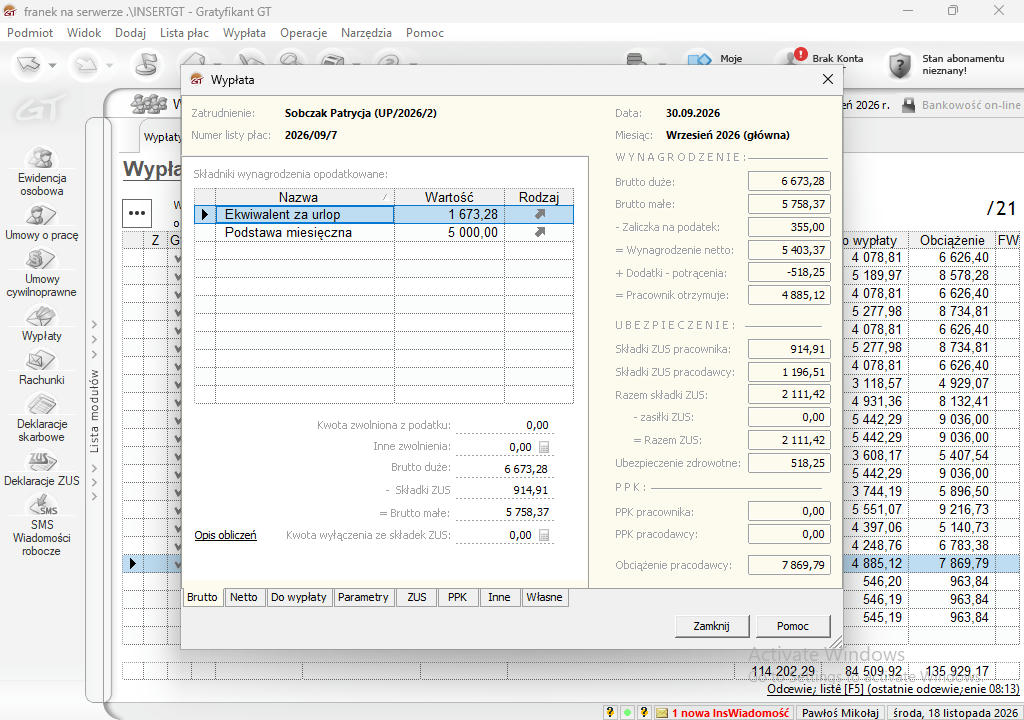 franek na serwerze .\INSERTGT - Gratyfikant GT
Podmiot Widok Dodaj Lista płac Wypłata Operacje Narzędzia Pomoc
Moje
Brak Konta
Stan abonamentu
nieznany!
GT
eń 2026 r.
Bankowość on-line
Ewidencja
osobowa
Umowy o pracę
Umowy
cywilnoprawne
Wypłaty
Rachunki
Deklaracje
skarbowe
Deklaracje ZUS
SMS
Wiadomości
robocze
Lista modułów
Wypłaty
Wypła
/21
Z G
o wypłaty Obciążenie FW
4 078,81 6 626,40
5 189,97 8 578,28
4 078,81 6 626,40
5 277,98 8 734,81
4 078,81 6 626,40
5 277,98 8 734,81
4 078,81 6 626,40
3 118,57 4 929,07
4 931,36 8 132,41
5 442,29 9 036,00
5 442,29 9 036,00
3 608,17 5 407,54
5 442,29 9 036,00
3 744,19 5 896,50
5 551,07 9 216,73
4 397,06 5 140,73
4 248,76 6 783,38
4 885,12 7 869,79
546,20 963,84
546,19 963,84
545,19 963,84
114 202,29 84 509,92 135 929,17
Wypłata
Zatrudnienie: Sobczak Patrycja (UP/2026/2)
Numer listy płac: 2026/09/7
Data: 30.09.2026
Miesiąc: Wrzesień 2026 (główna)
Składniki wynagrodzenia opodatkowane:
Nazwa Wartość Rodzaj
Ekwiwalent za urlop 1 673,28
Podstawa miesięczna 5 000,00
Kwota zwolniona z podatku: 0,00
Inne zwolnienia: 0,00
Brutto duże: 6 673,28
- Składki ZUS 914,91
= Brutto małe: 5 758,37
Opis obliczeń
Kwota wyłączenia ze składek ZUS: 0,00
WYNAGRODZENIE:
Brutto duże: 6 673,28
Brutto małe: 5 758,37
- Zaliczka na podatek: 355,00
= Wynagrodzenie netto: 5 403,37
+ Dodatki - potrącenia: -518,25
= Pracownik otrzymuje: 4 885,12
UBEZPIECZENIE:
Składki ZUS pracownika: 914,91
Składki ZUS pracodawcy: 1 196,51
Razem składki ZUS: 2 111,42
- zasiłki ZUS: 0,00
= Razem ZUS: 2 111,42
Ubezpieczenie zdrowotne: 518,25
PPK:
PPK pracownika: 0,00
PPK pracodawcy: 0,00
Obciążenie pracodawcy: 7 869,79
Brutto Netto Do wypłaty Parametry ZUS PPK Inne Własne
Zamknij Pomoc
Activate Windows
Go to Settings to activate Windows.
Odcwie¿ listê [F5] (ostatnie odcwie¿enie 08:13)
1 nowa InsWiadomość
Pawłoś Mikołaj
środa, 18 listopada 2026